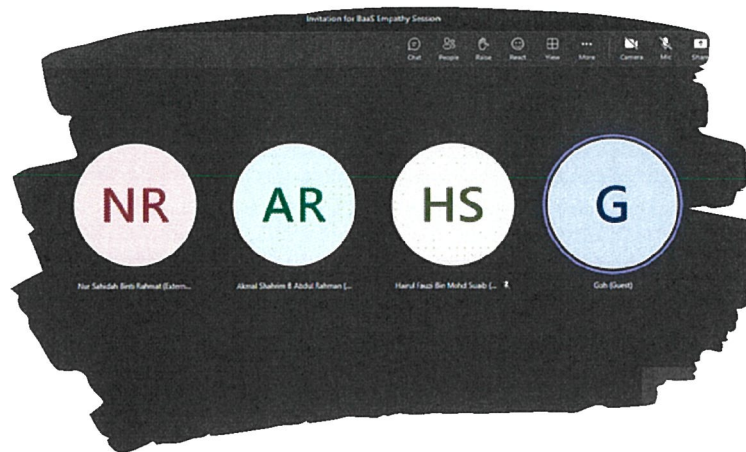 Invitation for BaaS Empathy Session
Chat People Raise React View More Camera Mic Share
NR AR HS G
Nur Sahidah Binti Rahmat (Extern... Akmal Shahrim B Abdul Rahman (... Hairul Fauzi Bin Mohd Suaib (... Goh (Guest)